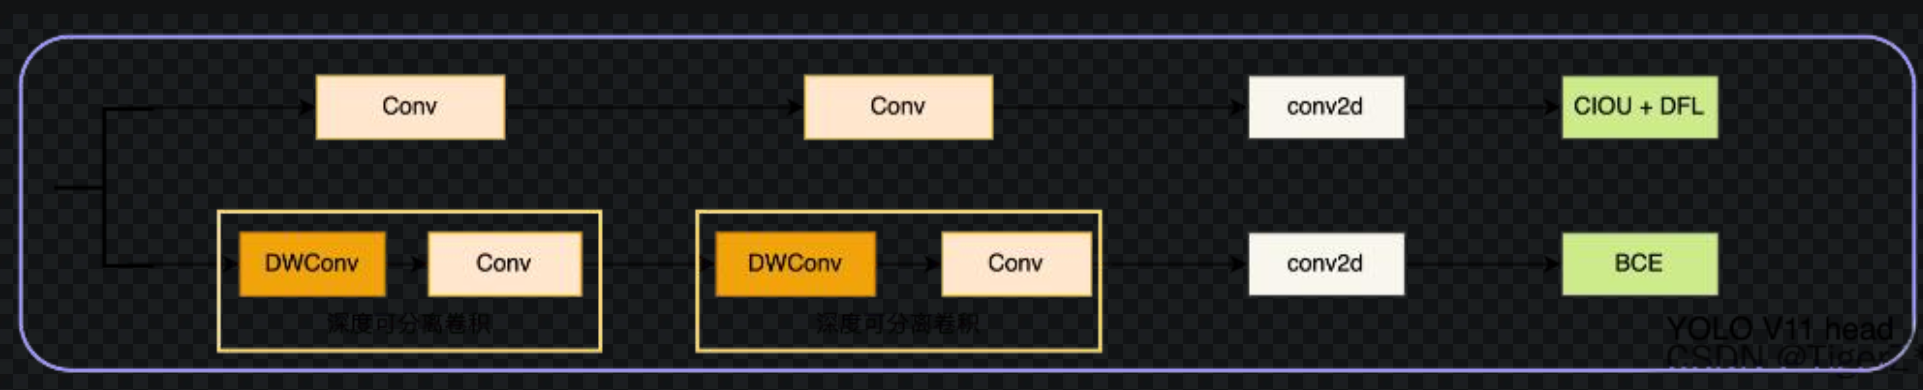 Conv
Conv
conv2d
CIOU + DFL
DWConv
Conv
DWConv
Conv
conv2d
BCE
深度可分离卷积
深度可分离卷积
YOLO V11 head
CSDN @Tiger